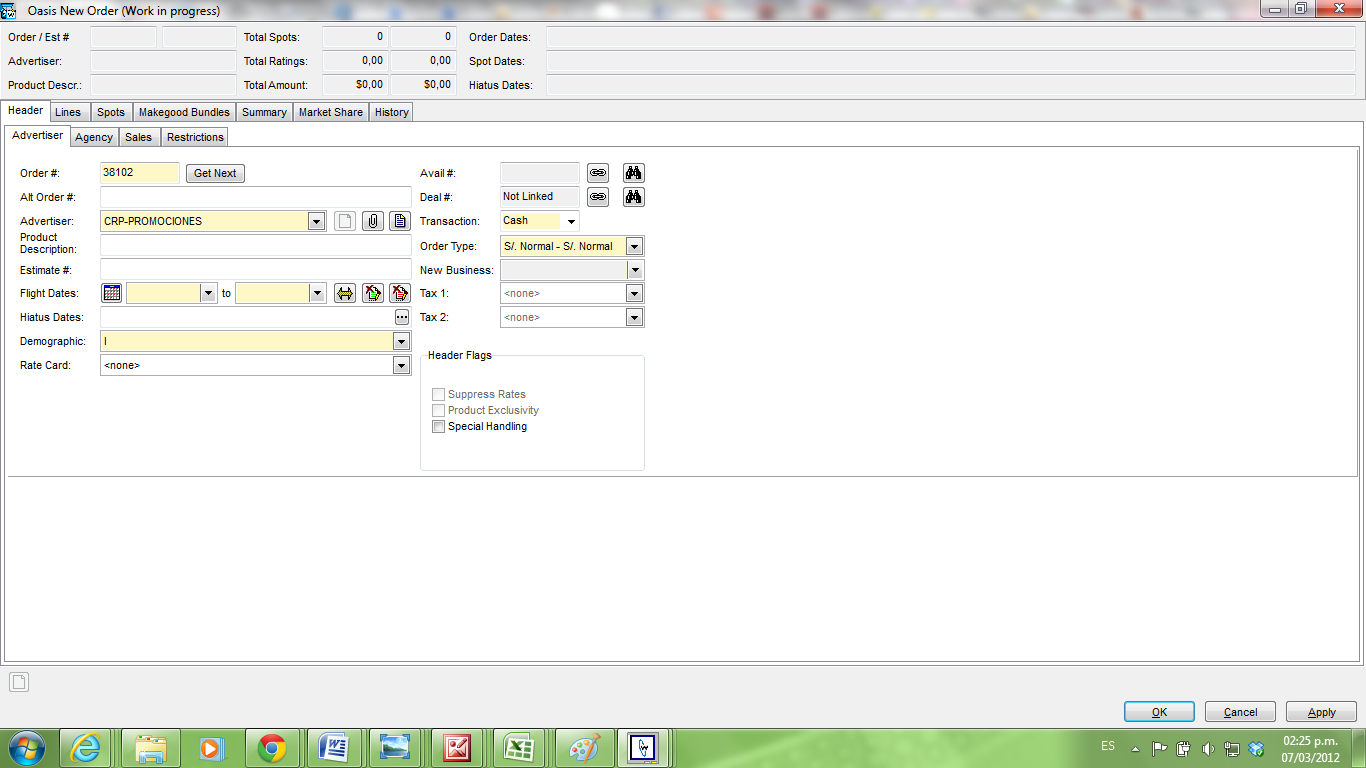 Oasis New Order (Work in progress)
Order / Est # Total Spots: 0 0 Order Dates:
Advertiser: Total Ratings: 0,00 0,00 Spot Dates:
Product Descr.: Total Amount: $0,00 $0,00 Hiatus Dates:
Header Lines Spots Makegood Bundles Summary Market Share History
Advertiser Agency Sales Restrictions
Order #: 38102 Get Next Avail #:
Alt Order #: Deal #: Not Linked
Advertiser: CRP-PROMOCIONES Transaction: Cash
Product
Description: Order Type: S/. Normal - S/. Normal
Estimate #: New Business:
Flight Dates: to Tax 1: <none>
Hiatus Dates: ... Tax 2: <none>
Demographic: I
Rate Card: <none>
Header Flags
Suppress Rates
Product Exclusivity
Special Handling
OK Cancel Apply
ES 02:25 p.m.
07/03/2012